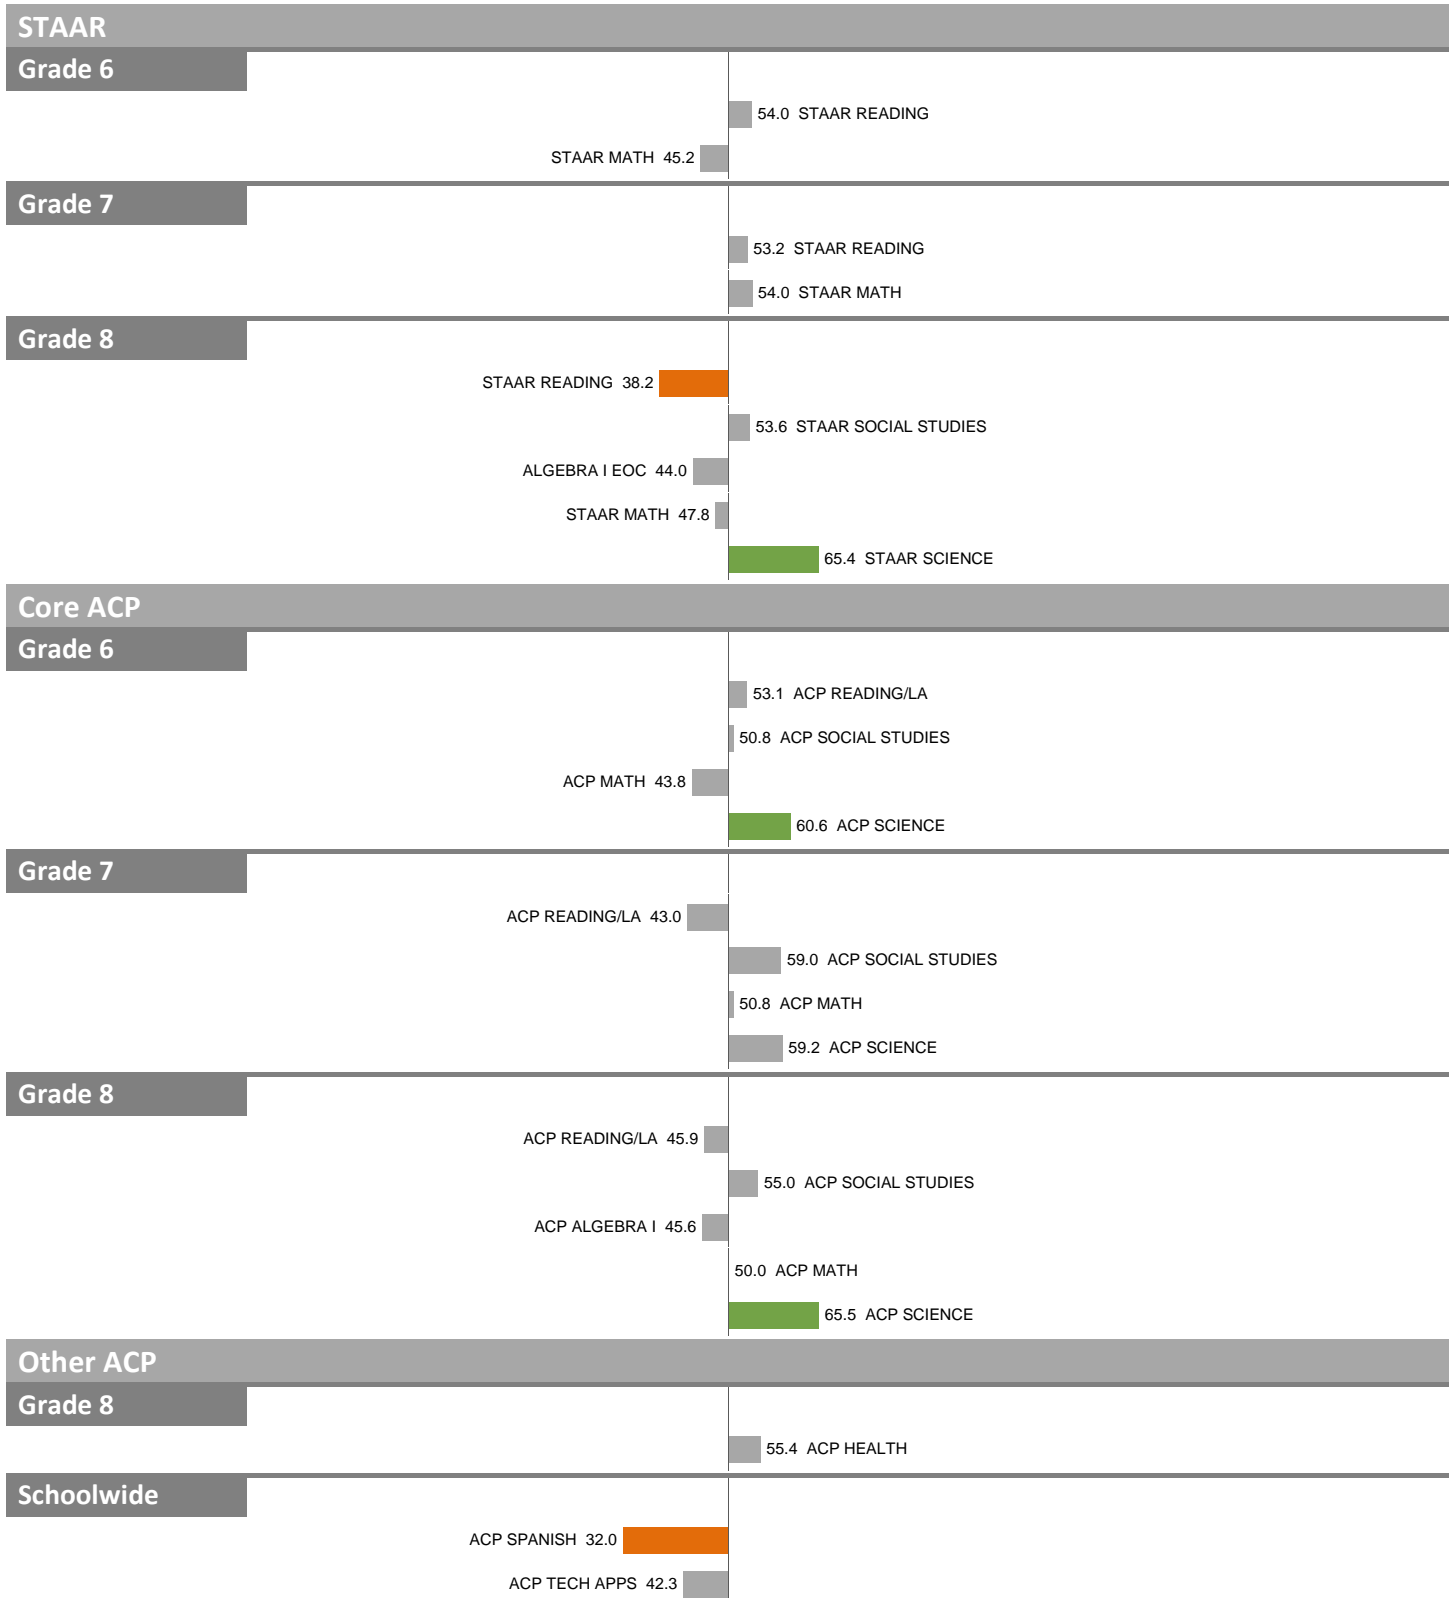 STAAR
Grade 6
54.0 STAAR READING
STAAR MATH 45.2
Grade 7
53.2 STAAR READING
54.0 STAAR MATH
Grade 8
STAAR READING 38.2
53.6 STAAR SOCIAL STUDIES
ALGEBRA I EOC 44.0
STAAR MATH 47.8
65.4 STAAR SCIENCE
Core ACP
Grade 6
53.1 ACP READING/LA
50.8 ACP SOCIAL STUDIES
ACP MATH 43.8
60.6 ACP SCIENCE
Grade 7
ACP READING/LA 43.0
59.0 ACP SOCIAL STUDIES
50.8 ACP MATH
59.2 ACP SCIENCE
Grade 8
ACP READING/LA 45.9
55.0 ACP SOCIAL STUDIES
ACP ALGEBRA I 45.6
50.0 ACP MATH
65.5 ACP SCIENCE
Other ACP
Grade 8
55.4 ACP HEALTH
Schoolwide
ACP SPANISH 32.0
ACP TECH APPS 42.3